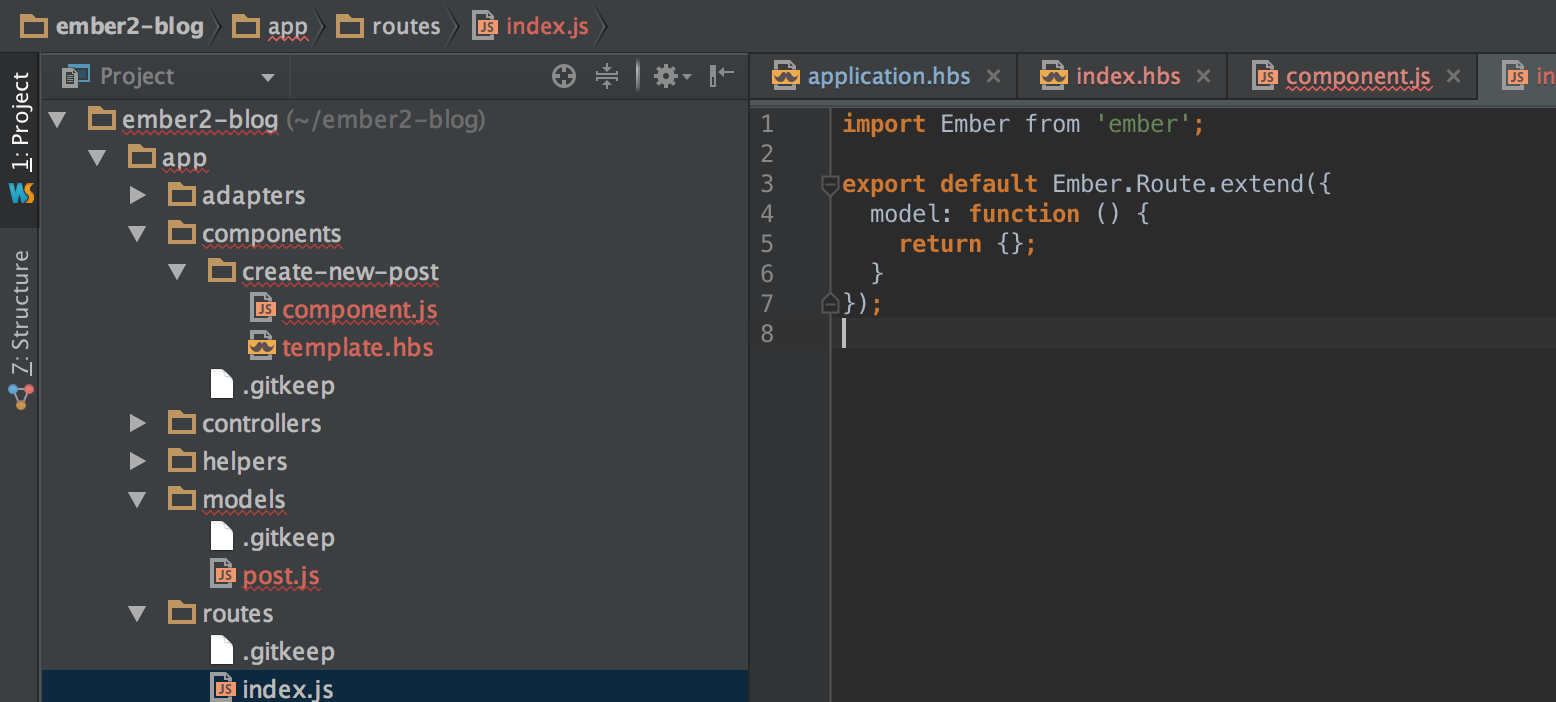 ember2-blog app routes index.js
1: Project
7: Structure
Project
ember2-blog (~/ember2-blog)
app
adapters
components
create-new-post
component.js
template.hbs
.gitkeep
controllers
helpers
models
.gitkeep
post.js
routes
.gitkeep
index.js
application.hbs index.hbs component.js in
1 import Ember from 'ember';
2
3 export default Ember.Route.extend({
4 model: function () {
5 return {};
6 }
7 });
8